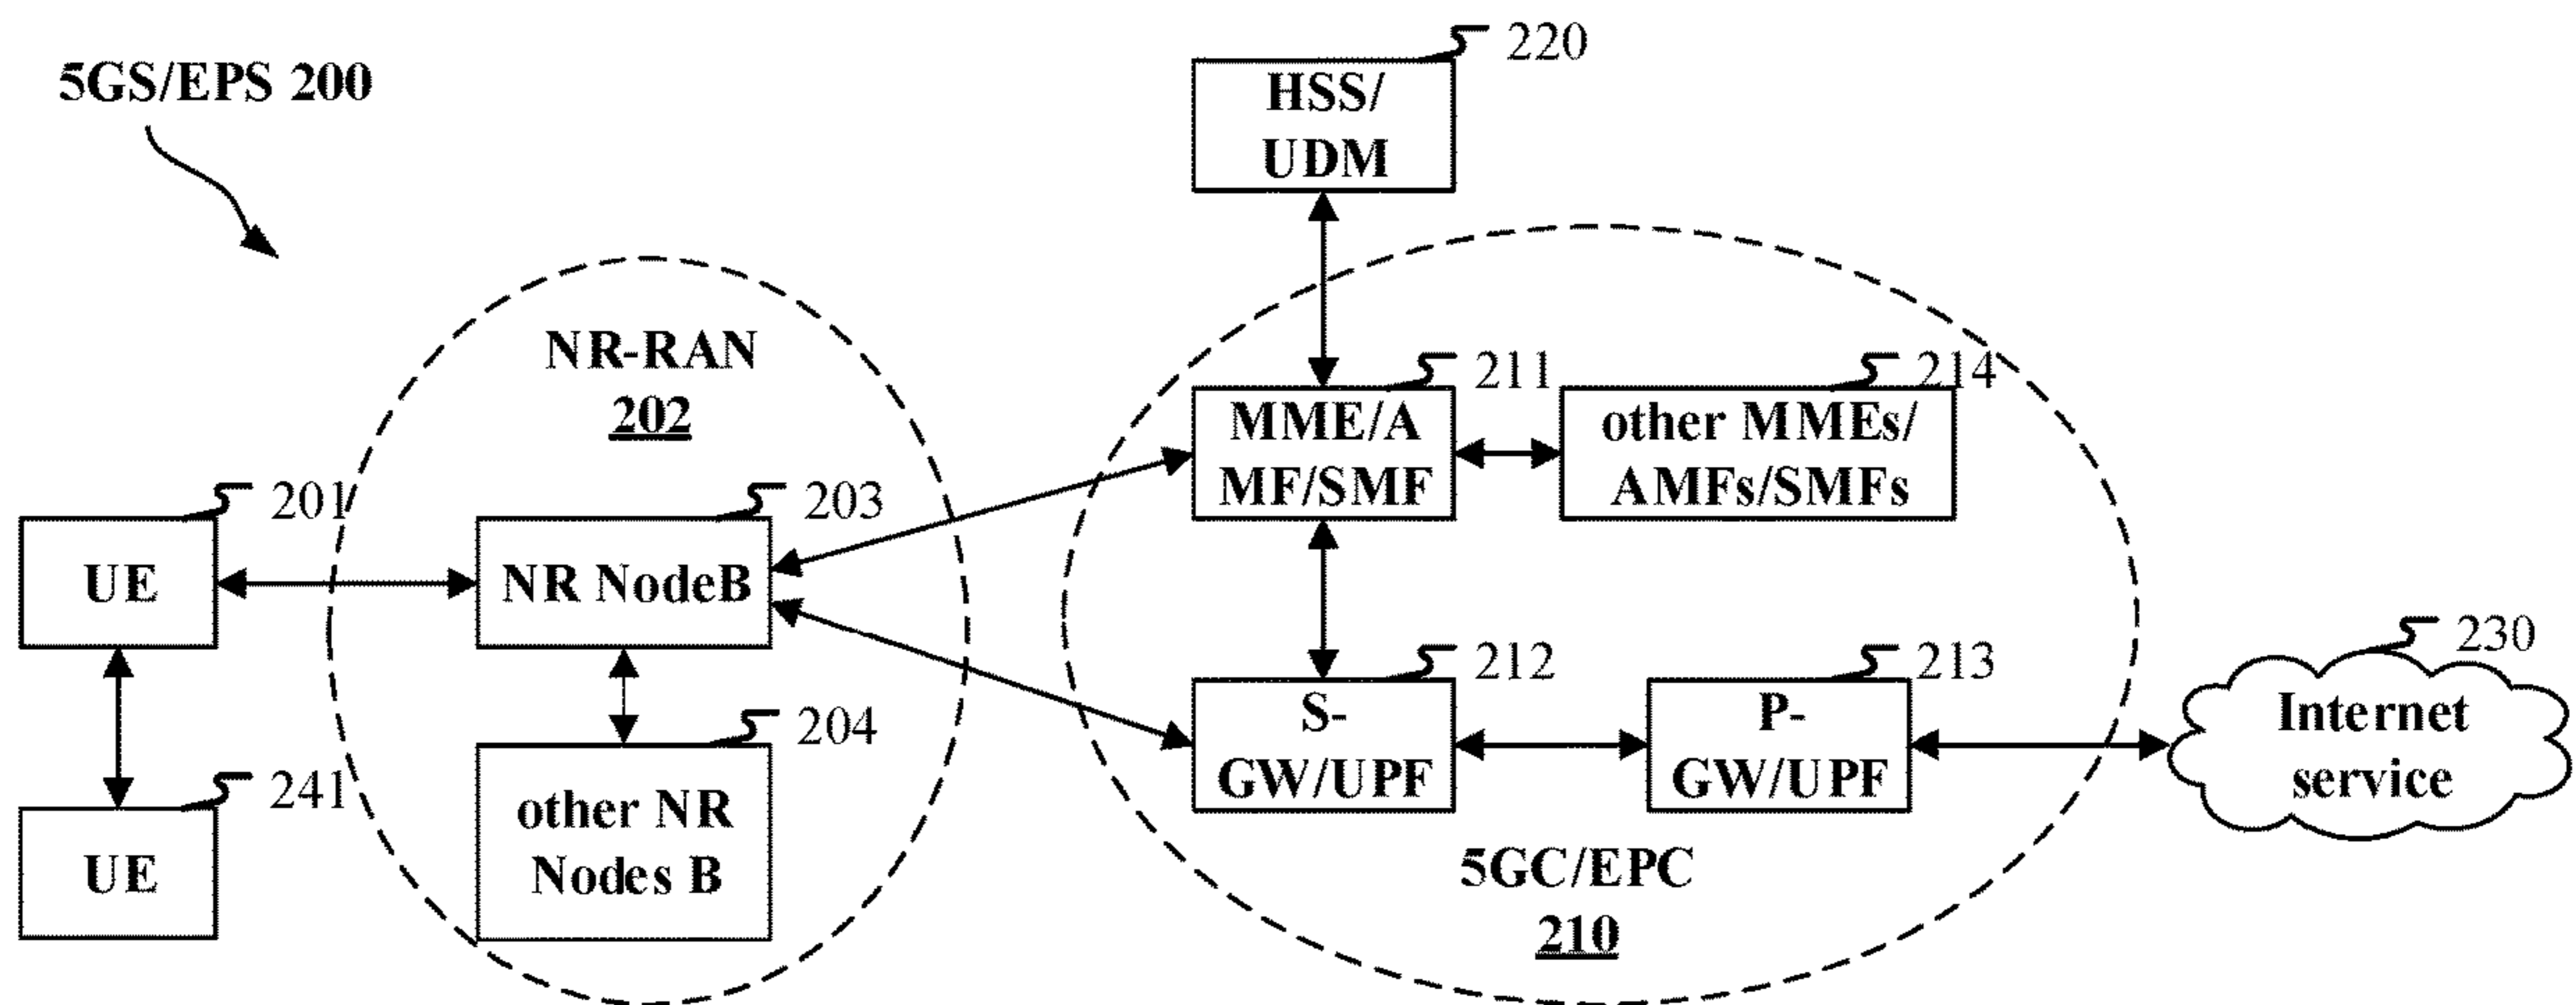 5GS/EPS 200
220
HSS/
UDM
NR-RAN
202
211
MME/A
MF/SMF
214
other MMEs/
AMFs/SMFs
201
UE
203
NR NodeB
241
UE
204
other NR
Nodes B
212
S-
GW/UPF
213
P-
GW/UPF
230
Internet
service
5GC/EPC
210